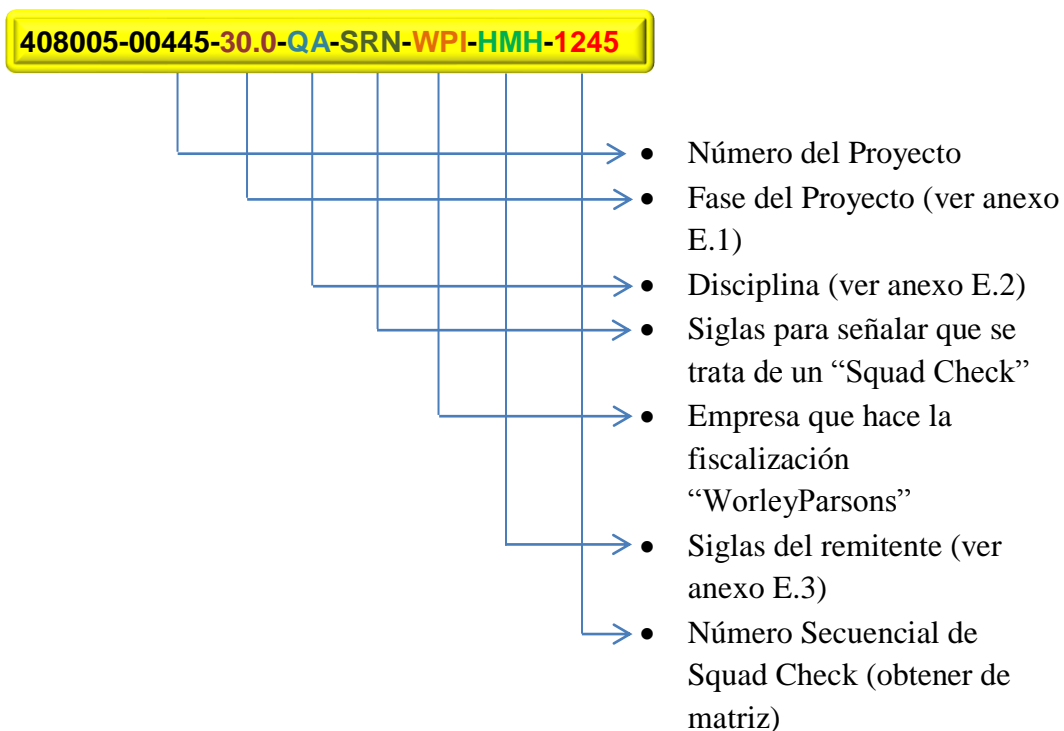 408005-00445-30.0-QA-SRN-WPI-HMH-1245
• Número del Proyecto
• Fase del Proyecto (ver anexo
E.1)
• Disciplina (ver anexo E.2)
• Siglas para señalar que se
trata de un “Squad Check”
• Empresa que hace la
fiscalización
“WorleyParsons”
• Siglas del remitente (ver
anexo E.3)
• Número Secuencial de
Squad Check (obtener de
matriz)